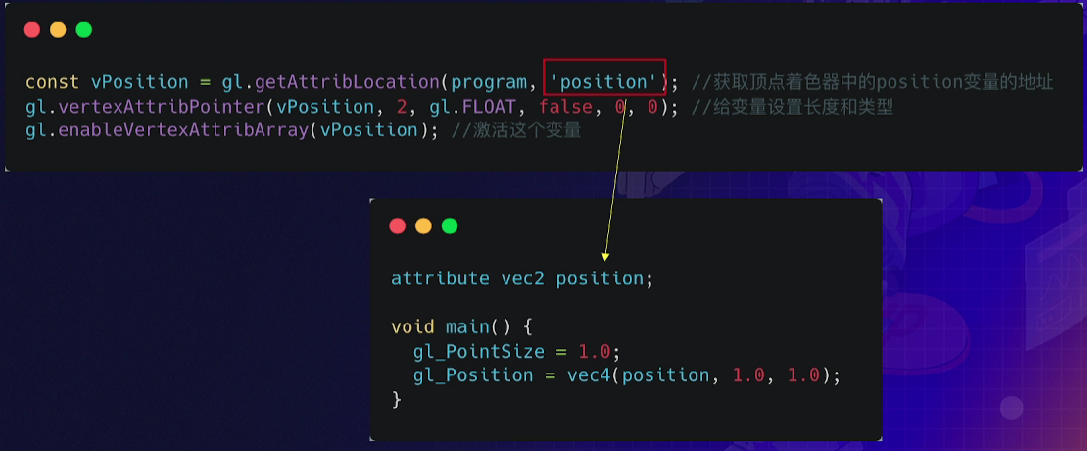 const vPosition = gl.getAttribLocation(program, 'position'); //获取顶点着色器中的position变量的地址
gl.vertexAttribPointer(vPosition, 2, gl.FLOAT, false, 0, 0); //给变量设置长度和类型
gl.enableVertexAttribArray(vPosition); //激活这个变量
attribute vec2 position;
void main() {
  gl_PointSize = 1.0;
  gl_Position = vec4(position, 1.0, 1.0);
}